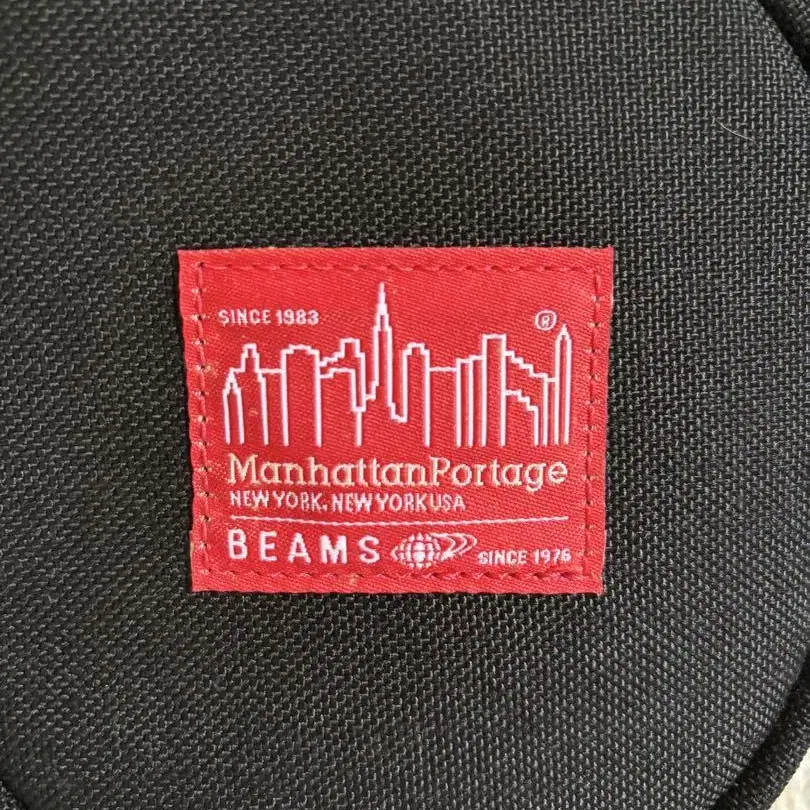 SINCE 1983
®
ManhattanPortage
NEW YORK, NEW YORK USA
BEAMS SINCE 1976